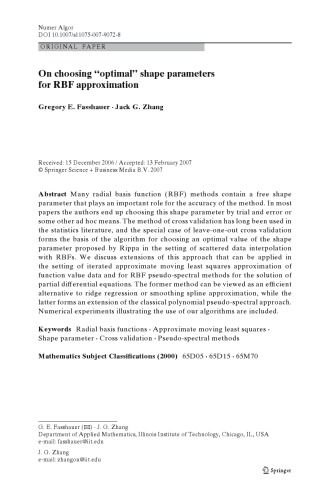 Numer Algor
DOI 10.1007/s11075-007-9072-8
ORIGINAL PAPER
On choosing “optimal” shape parameters
for RBF approximation
Gregory E. Fasshauer · Jack G. Zhang
Received: 15 December 2006 / Accepted: 13 February 2007
© Springer Science + Business Media B.V. 2007
Abstract Many radial basis function (RBF) methods contain a free shape
parameter that plays an important role for the accuracy of the method. In most
papers the authors end up choosing this shape parameter by trial and error or
some other ad hoc means. The method of cross validation has long been used in
the statistics literature, and the special case of leave-one-out cross validation
forms the basis of the algorithm for choosing an optimal value of the shape
parameter proposed by Rippa in the setting of scattered data interpolation
with RBFs. We discuss extensions of this approach that can be applied in
the setting of iterated approximate moving least squares approximation of
function value data and for RBF pseudo-spectral methods for the solution of
partial differential equations. The former method can be viewed as an efficient
alternative to ridge regression or smoothing spline approximation, while the
latter forms an extension of the classical polynomial pseudo-spectral approach.
Numerical experiments illustrating the use of our algorithms are included.
Keywords Radial basis functions · Approximate moving least squares ·
Shape parameter · Cross validation · Pseudo-spectral methods
Mathematics Subject Classifications (2000) 65D05 · 65D15 · 65M70
G. E. Fasshauer (✉) · J. G. Zhang
Department of Applied Mathematics, Illinois Institute of Technology, Chicago, IL, USA
e-mail: fasshauer@iit.edu
J. G. Zhang
e-mail: zhangou@iit.edu
Springer